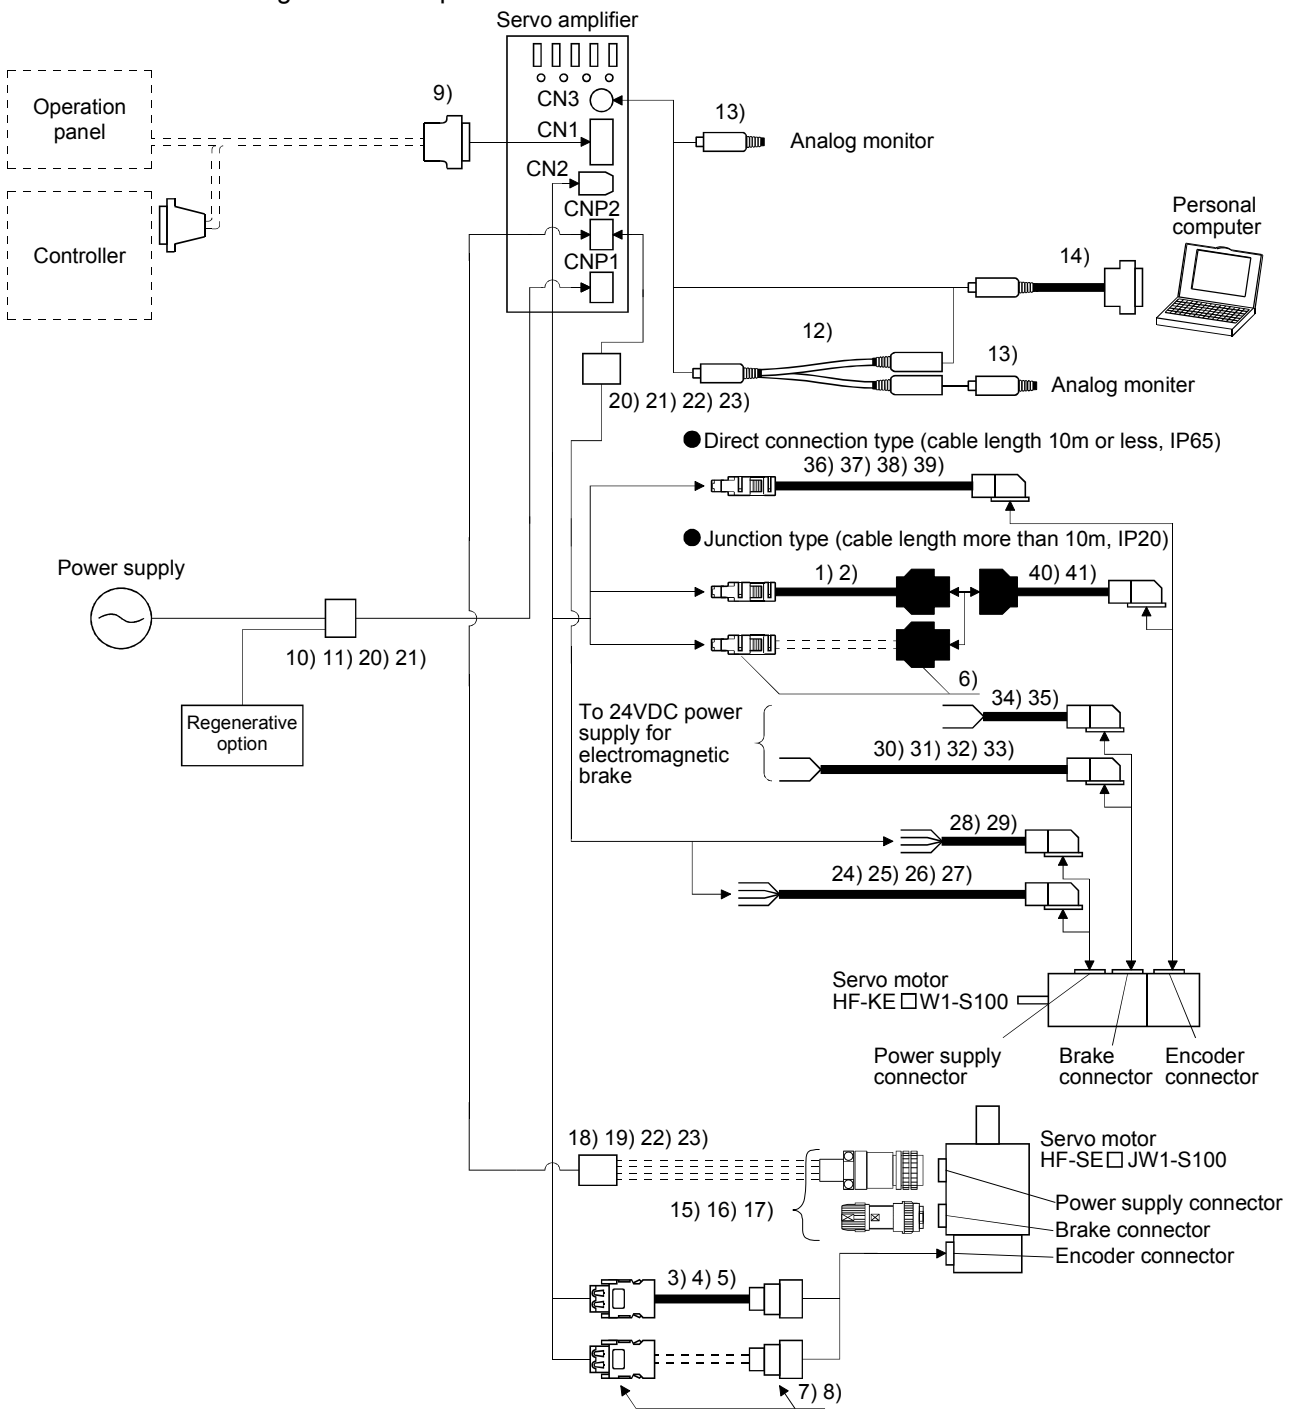 Servo amplifier
Operation
panel
9)
CN3
13)
Analog monitor
CN1
CN2
CNP2
Controller
CNP1
Personal
computer
14)
12)
13)
Analog moniter
20) 21) 22) 23)
●Direct connection type (cable length 10m or less, IP65)
36) 37) 38) 39)
●Junction type (cable length more than 10m, IP20)
Power supply
1) 2)
40) 41)
10) 11) 20) 21)
6)
Regenerative
option
To 24VDC power
supply for
electromagnetic
brake
34) 35)
30) 31) 32) 33)
28) 29)
24) 25) 26) 27)
Servo motor
HF-KE□W1-S100
Power supply
connector
Brake
connector
Encoder
connector
18) 19) 22) 23)
Servo motor
HF-SE□JW1-S100
15) 16) 17)
Power supply connector
Brake connector
Encoder connector
3) 4) 5)
7) 8)